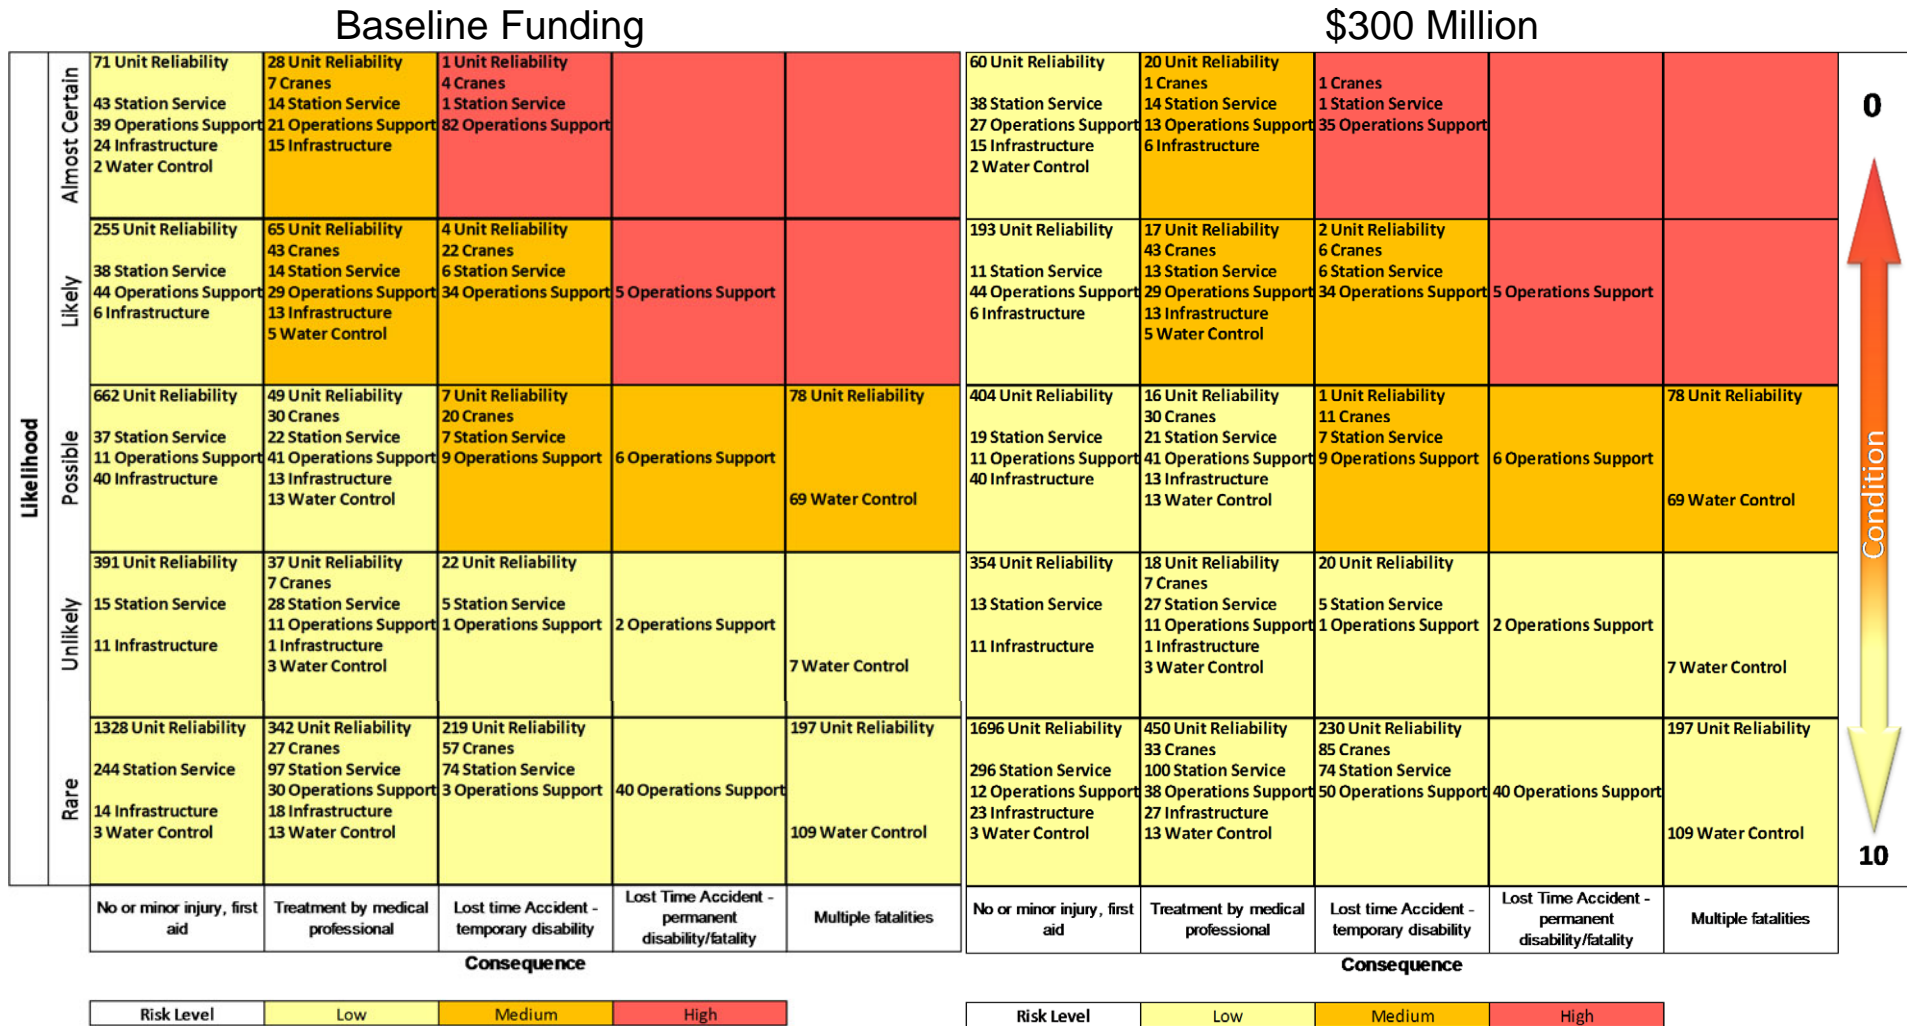 Baseline Funding
$300 Million
Likelihood
Almost Certain
71 Unit Reliability
43 Station Service
39 Operations Support
24 Infrastructure
2 Water Control
28 Unit Reliability
7 Cranes
14 Station Service
21 Operations Support
15 Infrastructure
1 Unit Reliability
4 Cranes
1 Station Service
82 Operations Support
60 Unit Reliability
38 Station Service
27 Operations Support
15 Infrastructure
2 Water Control
20 Unit Reliability
1 Cranes
14 Station Service
13 Operations Support
6 Infrastructure
1 Cranes
1 Station Service
35 Operations Support
0
Likely
255 Unit Reliability
38 Station Service
44 Operations Support
6 Infrastructure
65 Unit Reliability
43 Cranes
14 Station Service
29 Operations Support
13 Infrastructure
5 Water Control
4 Unit Reliability
22 Cranes
6 Station Service
34 Operations Support
5 Operations Support
193 Unit Reliability
11 Station Service
44 Operations Support
6 Infrastructure
17 Unit Reliability
43 Cranes
13 Station Service
29 Operations Support
13 Infrastructure
5 Water Control
2 Unit Reliability
6 Cranes
6 Station Service
34 Operations Support
5 Operations Support
Possible
662 Unit Reliability
37 Station Service
11 Operations Support
40 Infrastructure
49 Unit Reliability
30 Cranes
22 Station Service
41 Operations Support
13 Infrastructure
13 Water Control
7 Unit Reliability
20 Cranes
7 Station Service
9 Operations Support
6 Operations Support
78 Unit Reliability
69 Water Control
404 Unit Reliability
19 Station Service
11 Operations Support
40 Infrastructure
16 Unit Reliability
30 Cranes
21 Station Service
41 Operations Support
13 Infrastructure
13 Water Control
1 Unit Reliability
11 Cranes
7 Station Service
9 Operations Support
6 Operations Support
78 Unit Reliability
69 Water Control
Condition
Unlikely
391 Unit Reliability
15 Station Service
11 Infrastructure
37 Unit Reliability
7 Cranes
28 Station Service
11 Operations Support
1 Infrastructure
3 Water Control
22 Unit Reliability
5 Station Service
1 Operations Support
2 Operations Support
7 Water Control
354 Unit Reliability
13 Station Service
11 Infrastructure
18 Unit Reliability
7 Cranes
27 Station Service
11 Operations Support
1 Infrastructure
3 Water Control
20 Unit Reliability
5 Station Service
1 Operations Support
2 Operations Support
7 Water Control
Rare
1328 Unit Reliability
244 Station Service
14 Infrastructure
3 Water Control
342 Unit Reliability
27 Cranes
97 Station Service
30 Operations Support
18 Infrastructure
13 Water Control
219 Unit Reliability
57 Cranes
74 Station Service
3 Operations Support
40 Operations Support
197 Unit Reliability
109 Water Control
1696 Unit Reliability
296 Station Service
12 Operations Support
23 Infrastructure
3 Water Control
450 Unit Reliability
33 Cranes
100 Station Service
38 Operations Support
27 Infrastructure
13 Water Control
230 Unit Reliability
85 Cranes
74 Station Service
50 Operations Support
40 Operations Support
197 Unit Reliability
109 Water Control
10
No or minor injury, first
aid
Treatment by medical
professional
Lost time Accident -
temporary disability
Lost Time Accident -
permanent
disability/fatality
Multiple fatalities
No or minor injury, first
aid
Treatment by medical
professional
Lost time Accident -
temporary disability
Lost Time Accident -
permanent
disability/fatality
Multiple fatalities
Consequence
Consequence
Risk Level
Low
Medium
High
Risk Level
Low
Medium
High